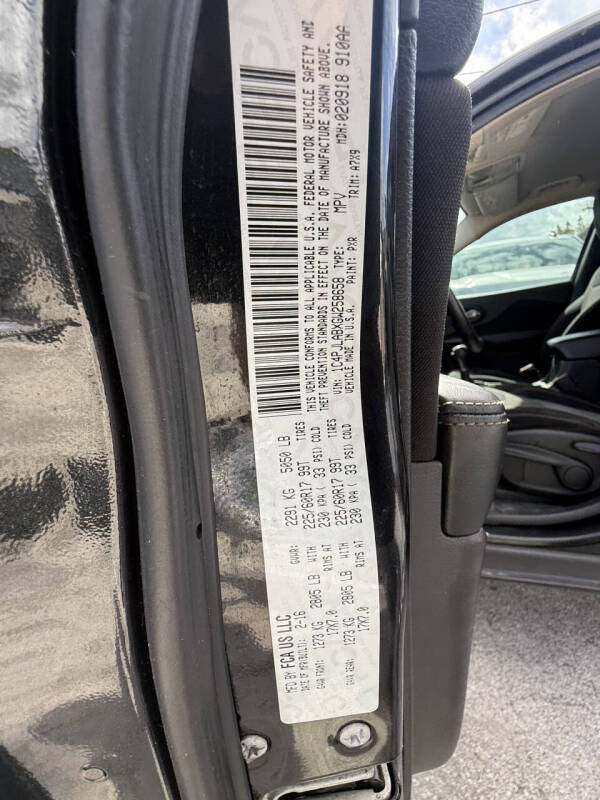 MFD BY FCA US LLC
DATE OF MFR(BUILT): 2-16 GVWR: 2291 KG 5050 LB
GAWR FRONT: 1273 KG 2805 LB WITH 225/60R17 99T TIRES
17X7.0 RIMS AT 230 KPA ( 33 PSI) COLD
GAWR REAR: 1273 KG 2805 LB WITH 225/60R17 99T TIRES
17X7.0 RIMS AT 230 KPA ( 33 PSI) COLD
THIS VEHICLE CONFORMS TO ALL APPLICABLE U.S.A. FEDERAL MOTOR VEHICLE SAFETY AND
THEFT PREVENTION STANDARDS IN EFFECT ON THE DATE OF MANUFACTURE SHOWN ABOVE.
VIN: 1C4PJLABXGW258658 TYPE: MPV MDH:020918 910AA
VEHICLE MADE IN U.S.A. PAINT: PXR TRIM: A7X9